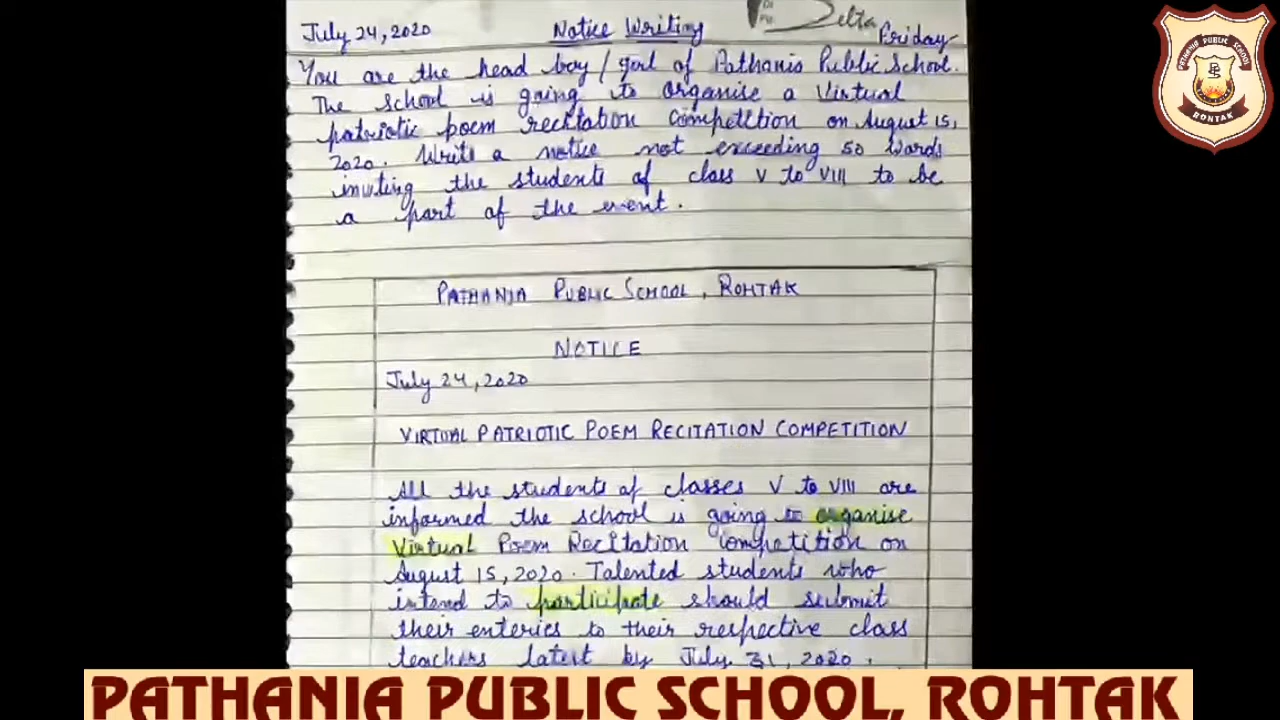 July 24, 2020 Notice Writing Delta Friday
You are the head boy / girl of Pathania Public School.
The school is going to organise a Virtual
patriotic poem recitation competition on August 15,
2020. Write a notice not exceeding 50 words
inviting the students of class V to VIII to be
a part of the event.
PATHANIA PUBLIC SCHOOL, ROHTAK
NOTICE
July 24, 2020
VIRTUAL PATRIOTIC POEM RECITATION COMPETITION
All the students of classes V to VIII are
informed the school is going to organise
Virtual Poem Recitation Competition on
August 15, 2020. Talented students who
intend to participate should submit
their enteries to their respective class
teachers latest by July 31, 2020.
PATHANIA PUBLIC SCHOOL
ROHTAK
PATHANIA PUBLIC SCHOOL, ROHTAK